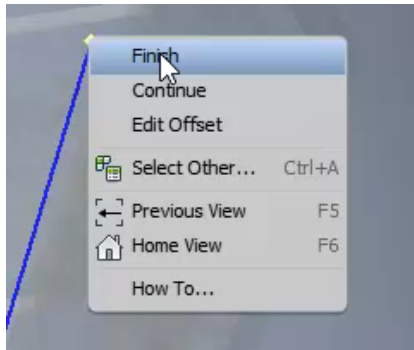 Finish
Continue
Edit Offset
Select Other... Ctrl+A
Previous View F5
Home View F6
How To...